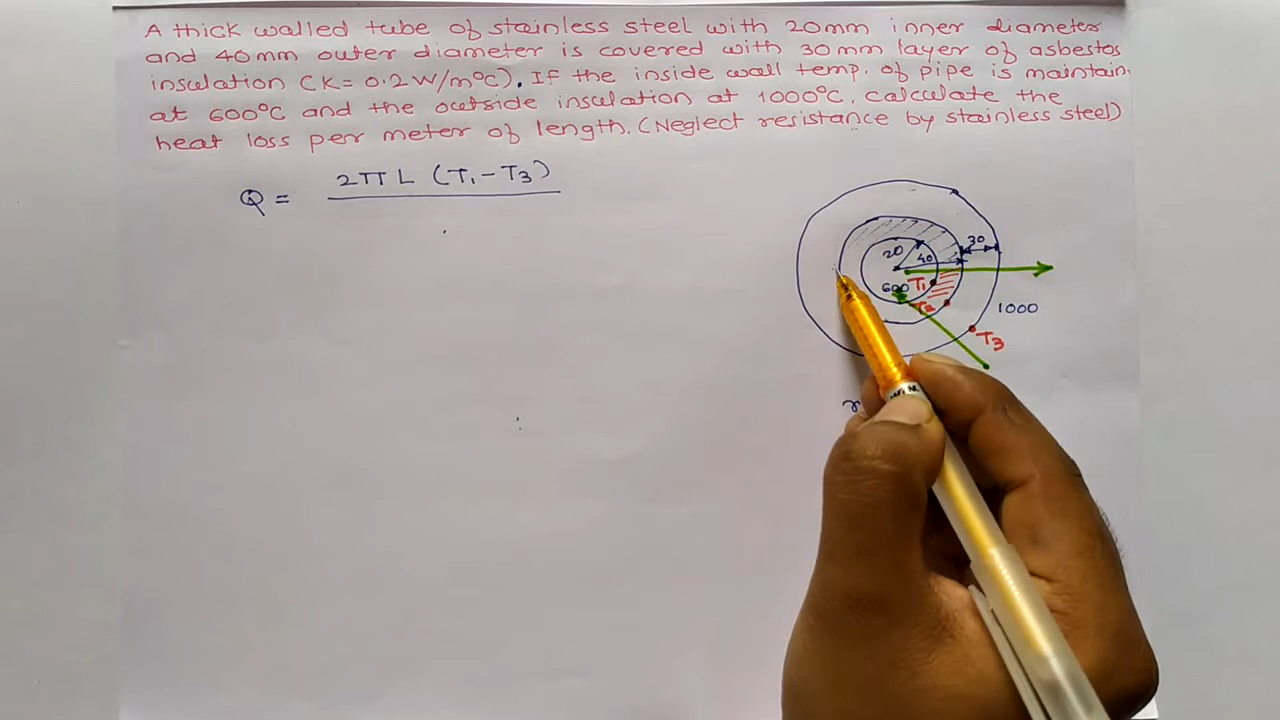 A thick walled tube of stainless steel with 20mm inner diameter
and 40mm outer diameter is covered with 30mm layer of asbestos
insulation (K=0.2W/m°C). If the inside wall temp. of pipe is maintain
at 600°C and the outside insulation at 1000°C. calculate the
heat loss per meter of length. (Neglect resistance by stainless steel)
Q = 2πL (T₁-T₃)
30
20
40
600
T₁
T₂
1000
T₃